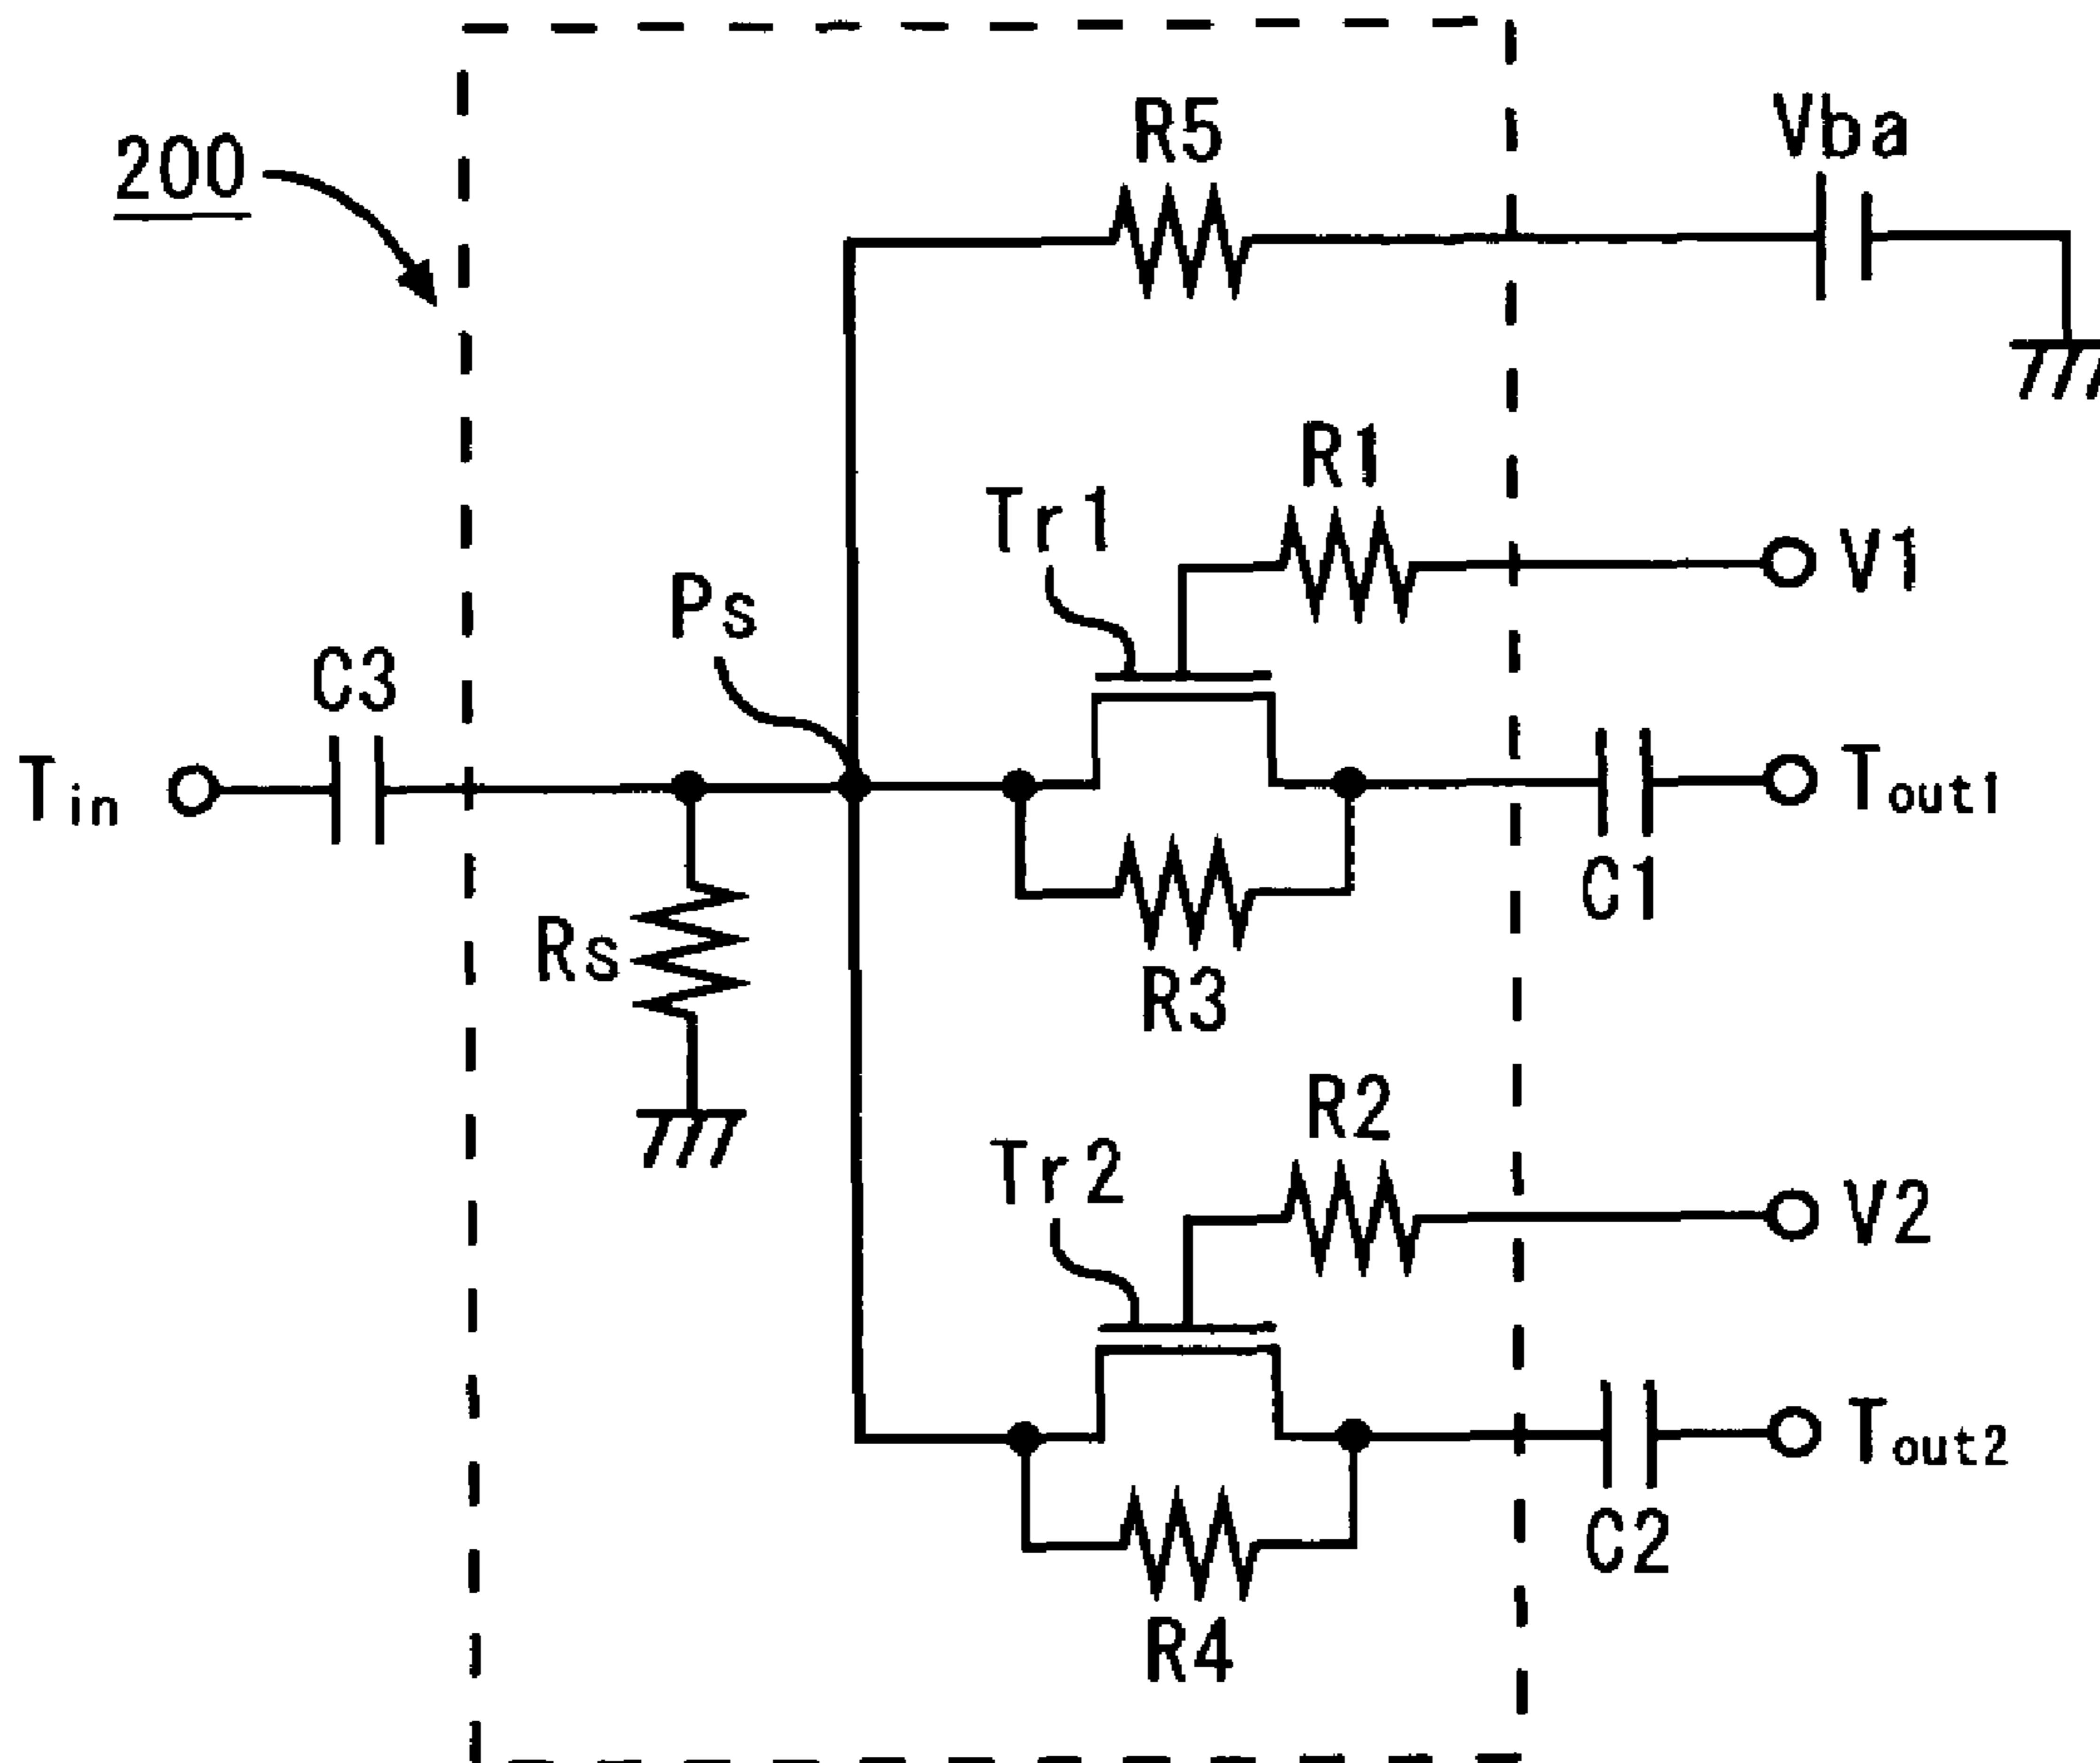 200
R5
Vba
R1
Tr1
V1
Ps
C3
Tin
Tout1
C1
Rs
R3
R2
Tr2
V2
Tout2
C2
R4